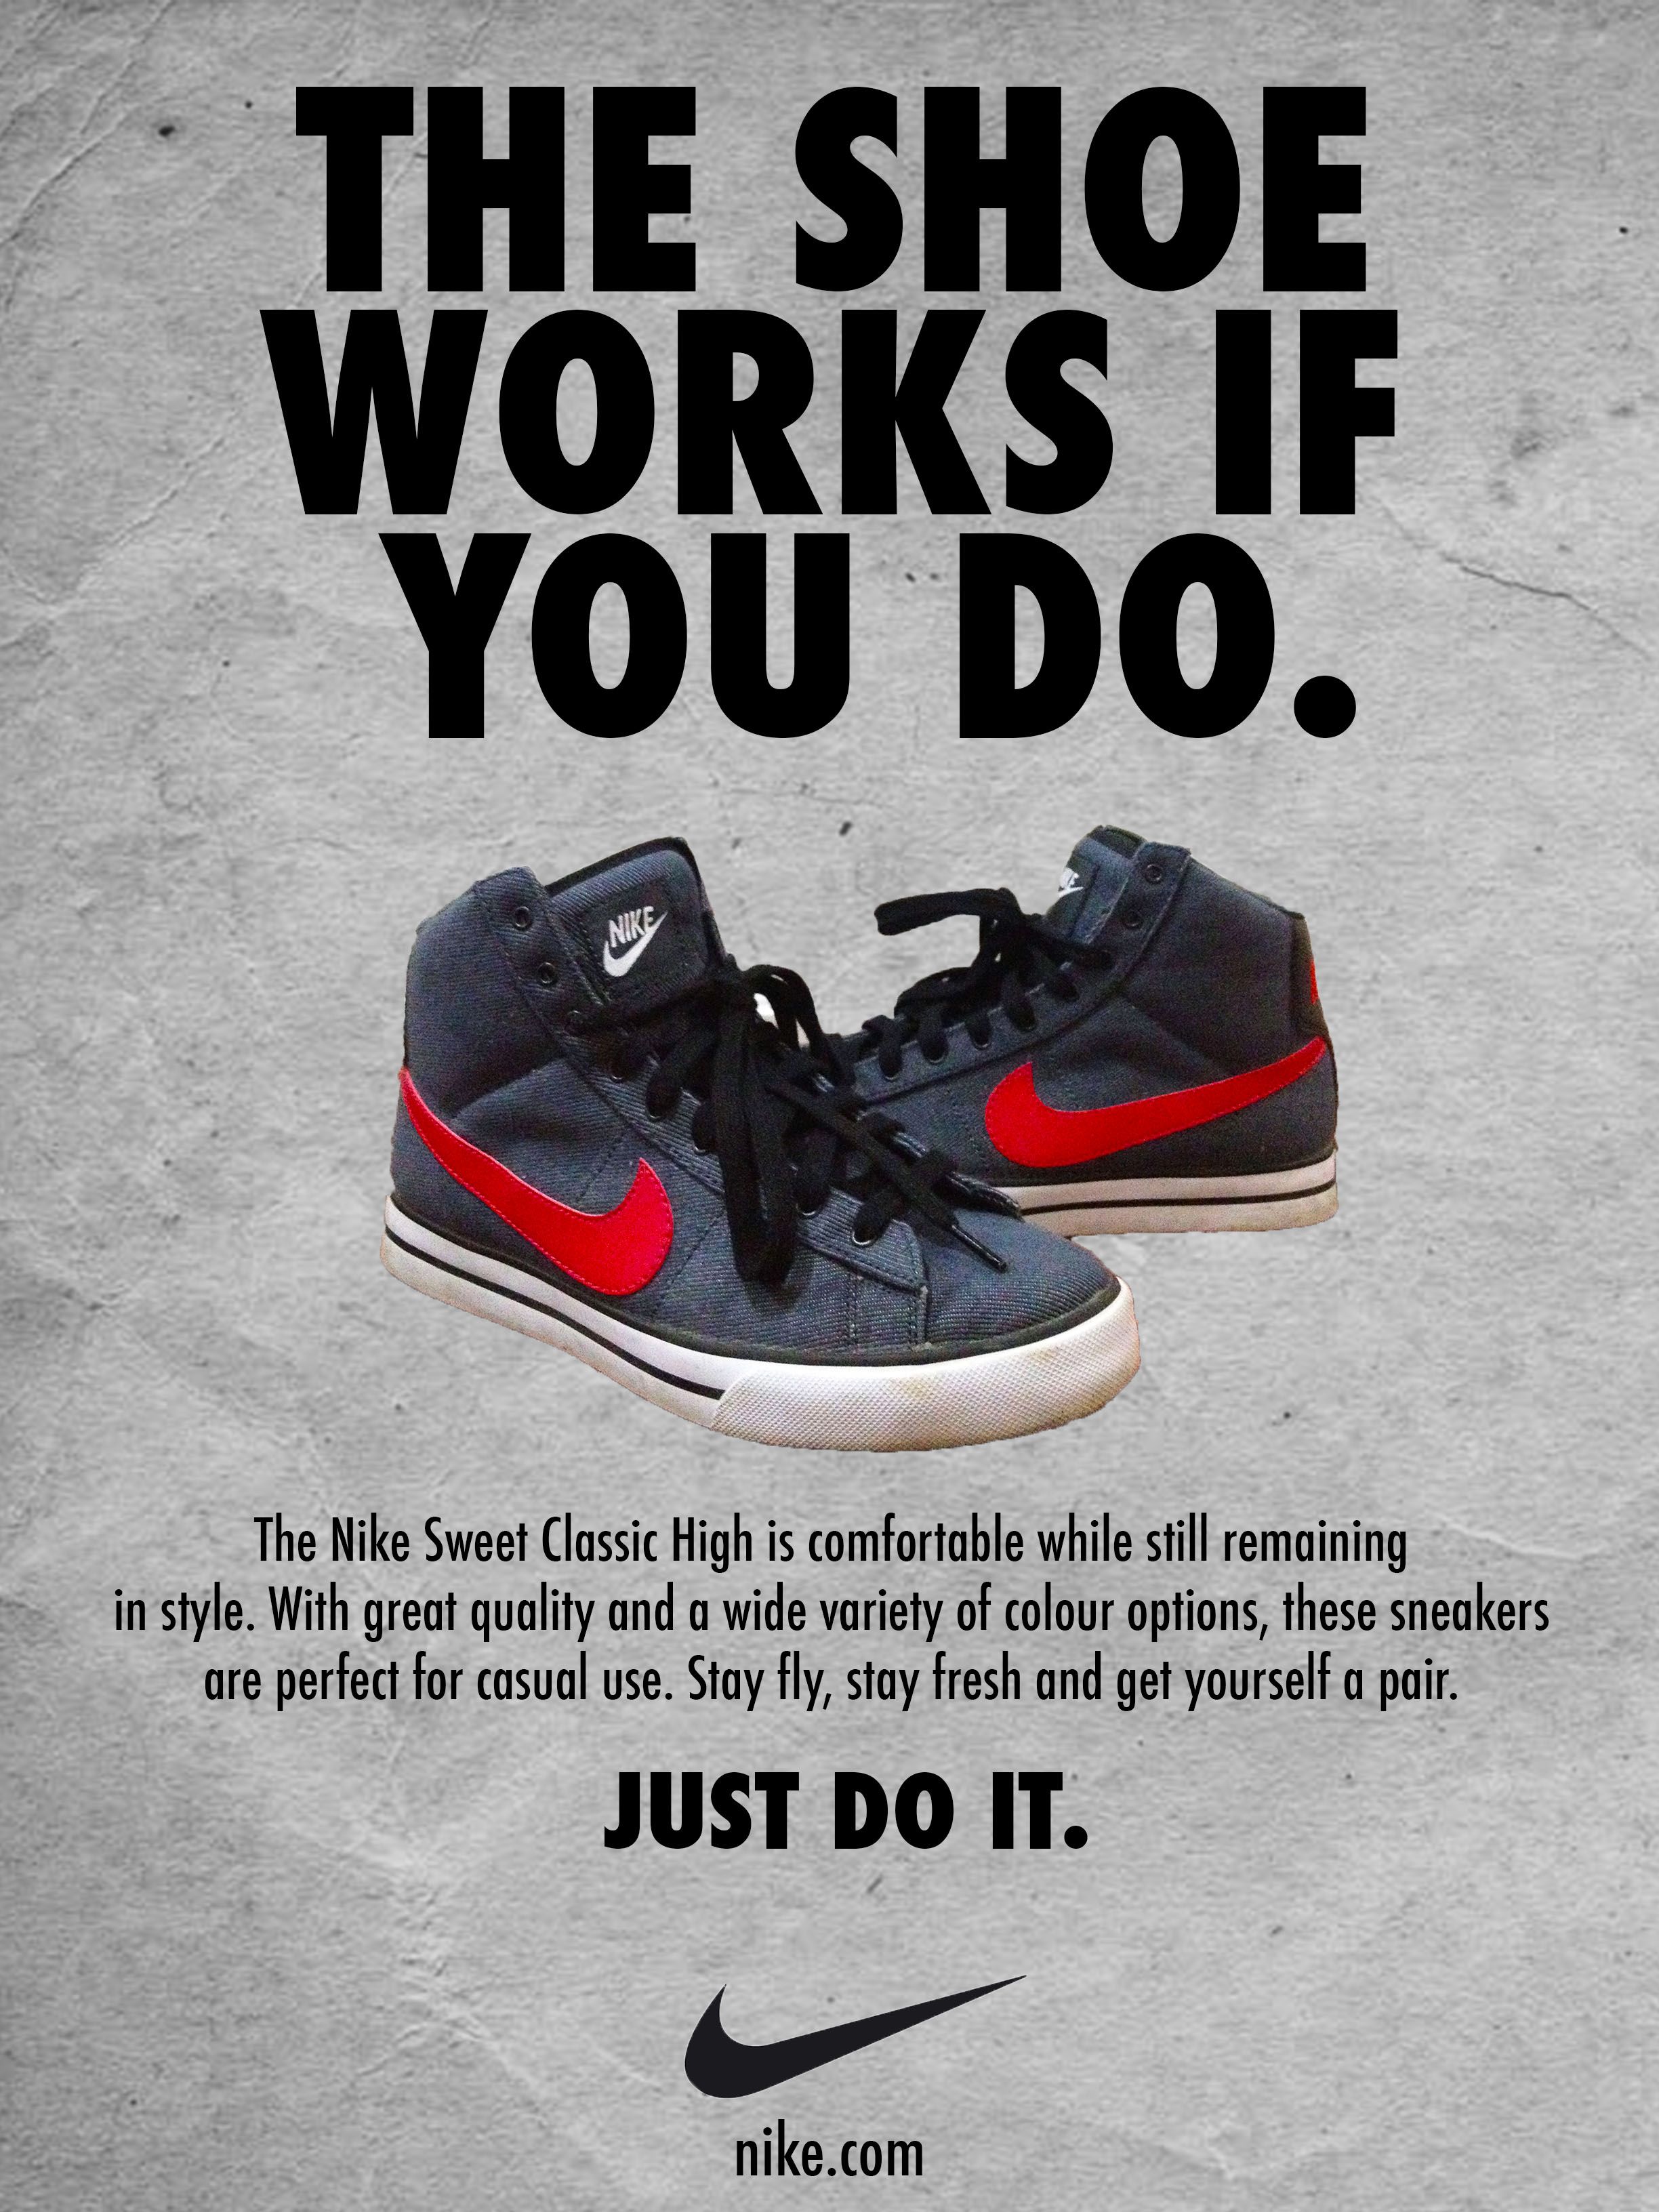 THE SHOE
WORKS IF
YOU DO.
NIKE
The Nike Sweet Classic High is comfortable while still remaining
in style. With great quality and a wide variety of colour options, these sneakers
are perfect for casual use. Stay fly, stay fresh and get yourself a pair.
JUST DO IT.
nike.com